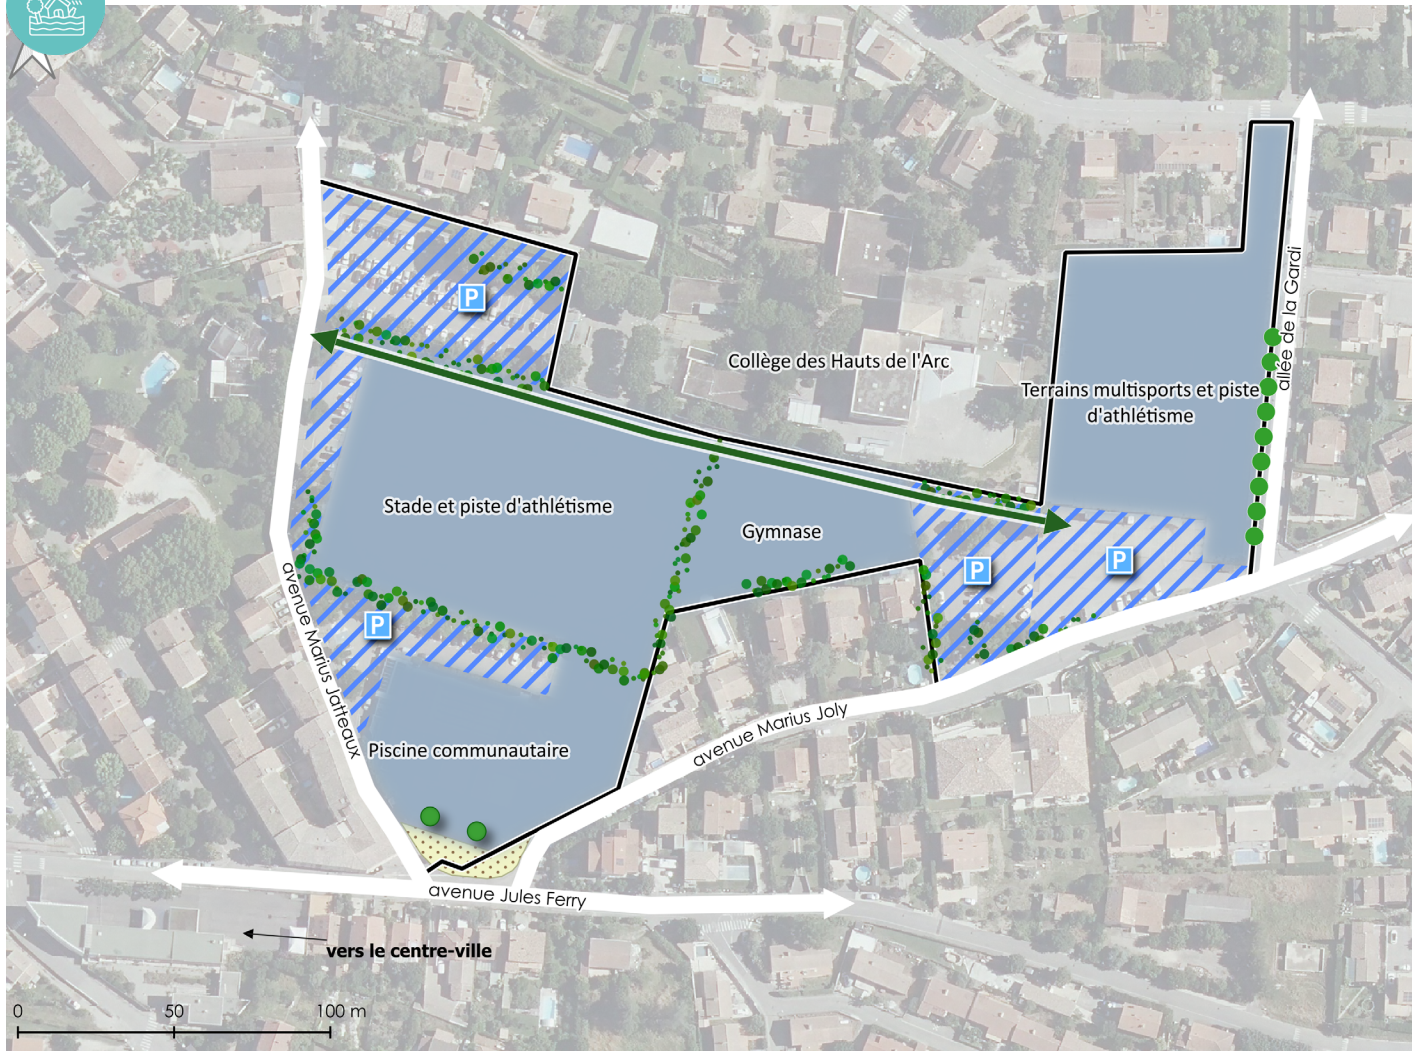 P
allée de la Gardi
Collège des Hauts de l'Arc
Terrains multisports et piste
d'athlétisme
Stade et piste d'athlétisme
Gymnase
P
P
P
avenue Marius Jatteaux
avenue Marius Joly
Piscine communautaire
avenue Jules Ferry
vers le centre-ville
0 50 100 m